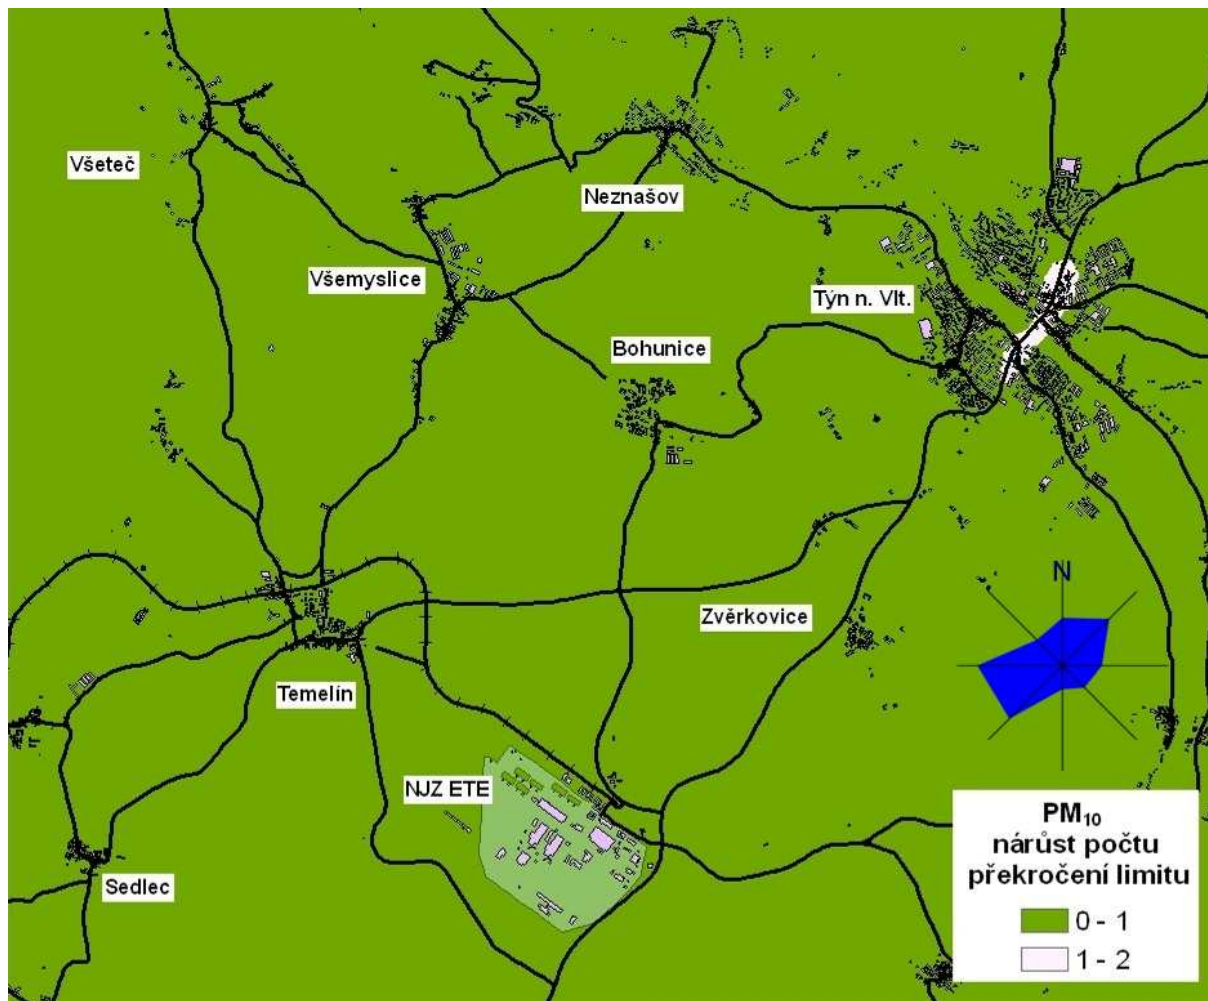 Všeteč
Neznašov
Všemyslice
Týn n. Vlt.
Bohunice
N
Zvěrkovice
Temelín
NJZ ETE
Sedlec
PM₁₀
nárůst počtu
překročení limitu
0 - 1
1 - 2